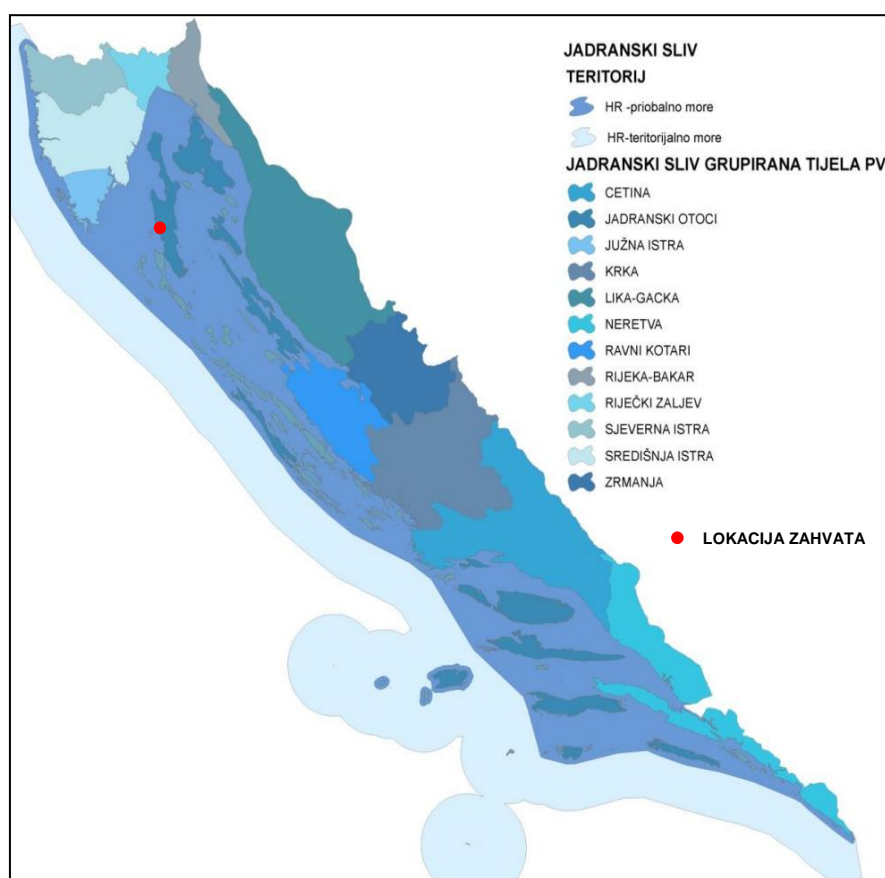 JADRANSKI SLIV
TERITORIJ
HR -priobalno more
HR-teritorijalno more
JADRANSKI SLIV GRUPIRANA TIJELA PV
CETINA
JADRANSKI OTOCI
JUŽNA ISTRA
KRKA
LIKA-GACKA
NERETVA
RAVNI KOTARI
RIJEKA-BAKAR
RIJEČKI ZALJEV
SJEVERNA ISTRA
SREDIŠNJA ISTRA
ZRMANJA
LOKACIJA ZAHVATA